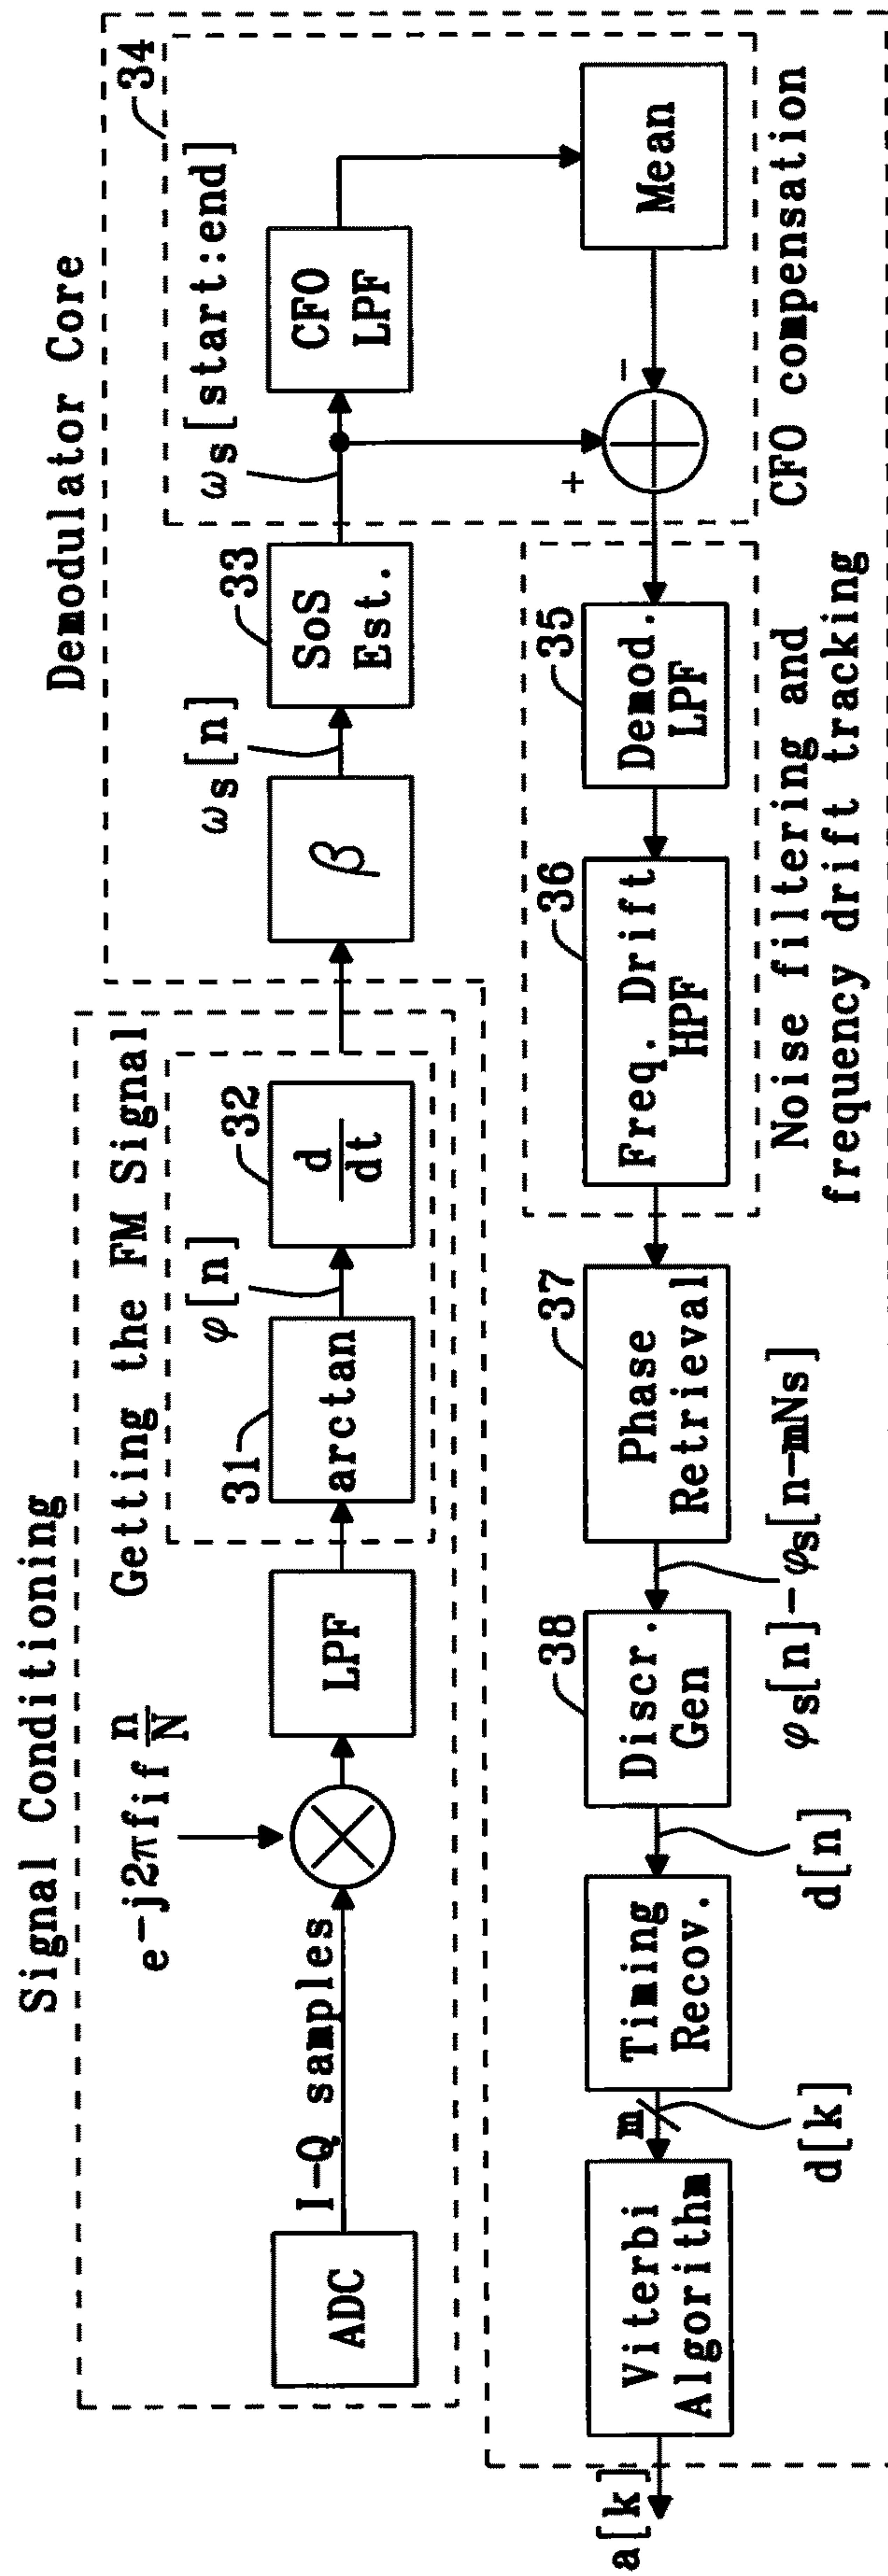 Signal Conditioning
Demodulator Core
e^-j2πf_if n/N
Getting the FM Signal
ADC
I-Q samples
LPF
31
arctan
φ[n]
32
d
dt
β
ωs[n]
33
SoS
Est.
ωs[start:end]
34
CFO
LPF
Mean
+
−
CFO compensation
35
Demod.
LPF
36
Freq. Drift
HPF
Noise filtering and
frequency drift tracking
37
Phase
Retrieval
φs[n]−φs[n−mNs]
38
Discr.
Gen
d[n]
Timing
Recov.
m
d[k]
Viterbi
Algorithm
a[k]